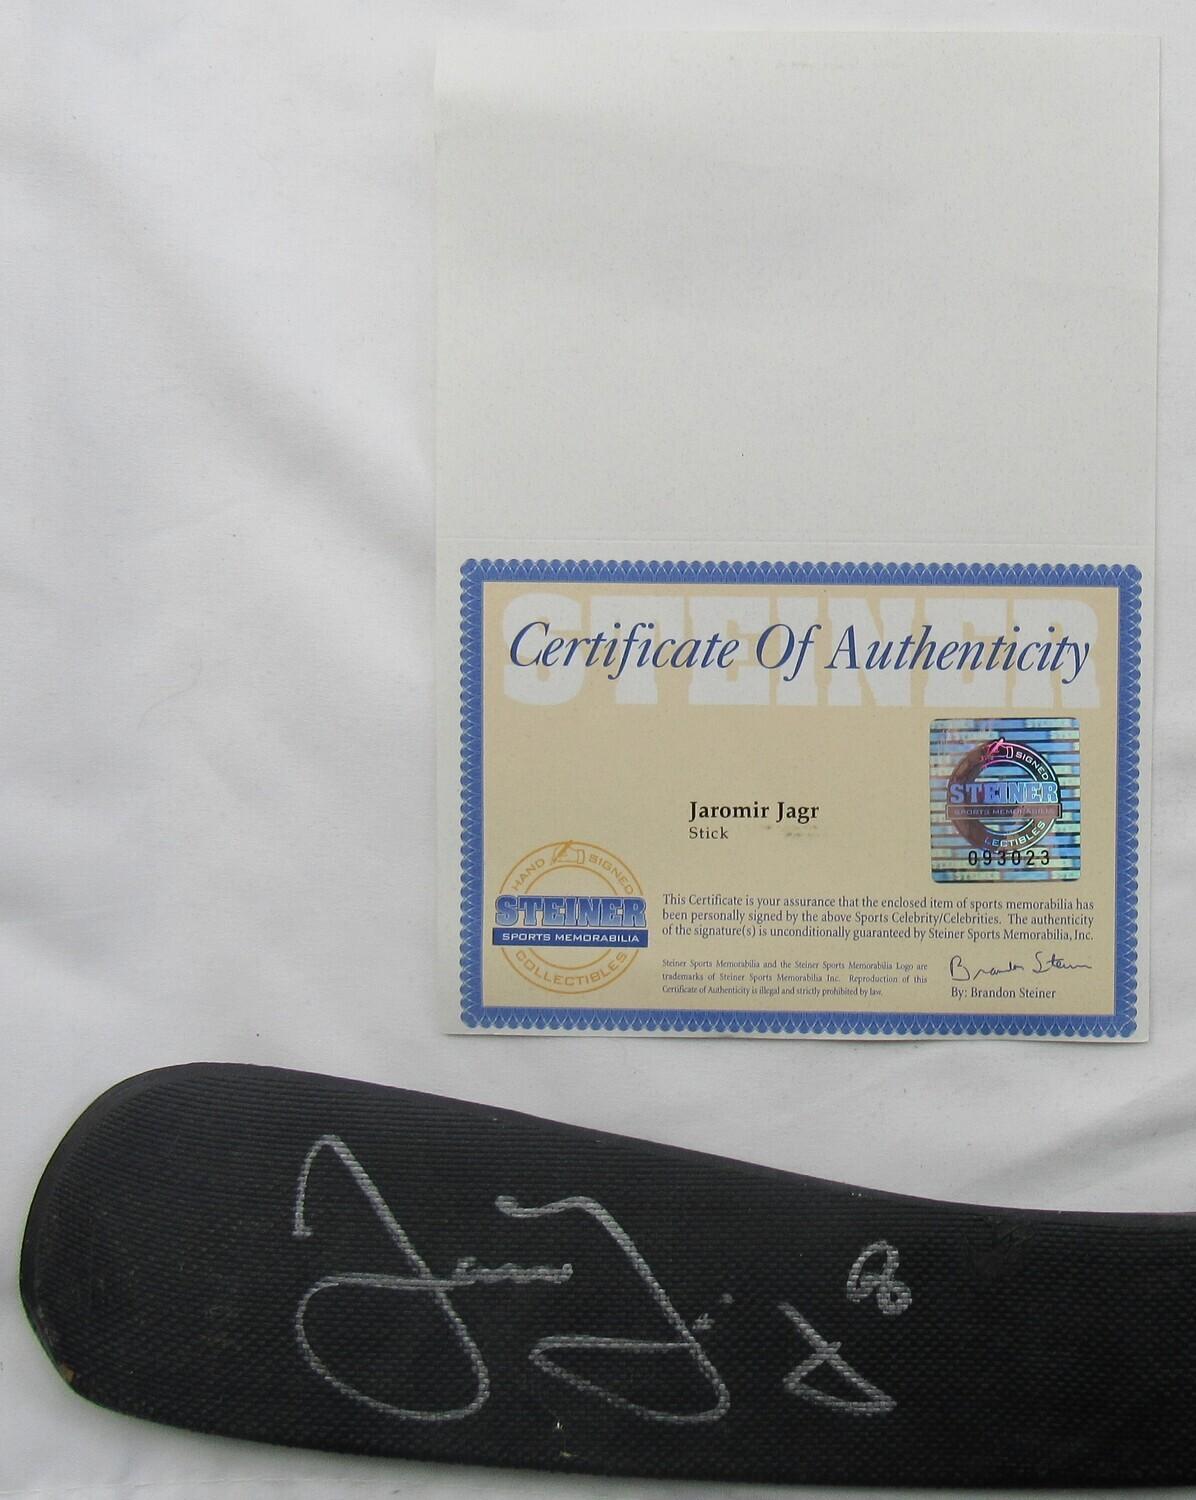 STEINER
Certificate Of Authenticity
SIGNED
STEINER
SPORTS MEMORABILIA
LECTIBLES
093023
Jaromir Jagr
Stick
HAND SIGNED
STEINER
SPORTS MEMORABILIA
COLLECTIBLES
This Certificate is your assurance that the enclosed item of sports memorabilia has
been personally signed by the above Sports Celebrity/Celebrities. The authenticity
of the signature(s) is unconditionally guaranteed by Steiner Sports Memorabilia, Inc.
Steiner Sports Memorabilia and the Steiner Sports Memorabilia Logo are
trademarks of Steiner Sports Memorabilia Inc. Reproduction of this
Certificate of Authenticity is illegal and strictly prohibited by law.
Brandon Steiner
By: Brandon Steiner
68